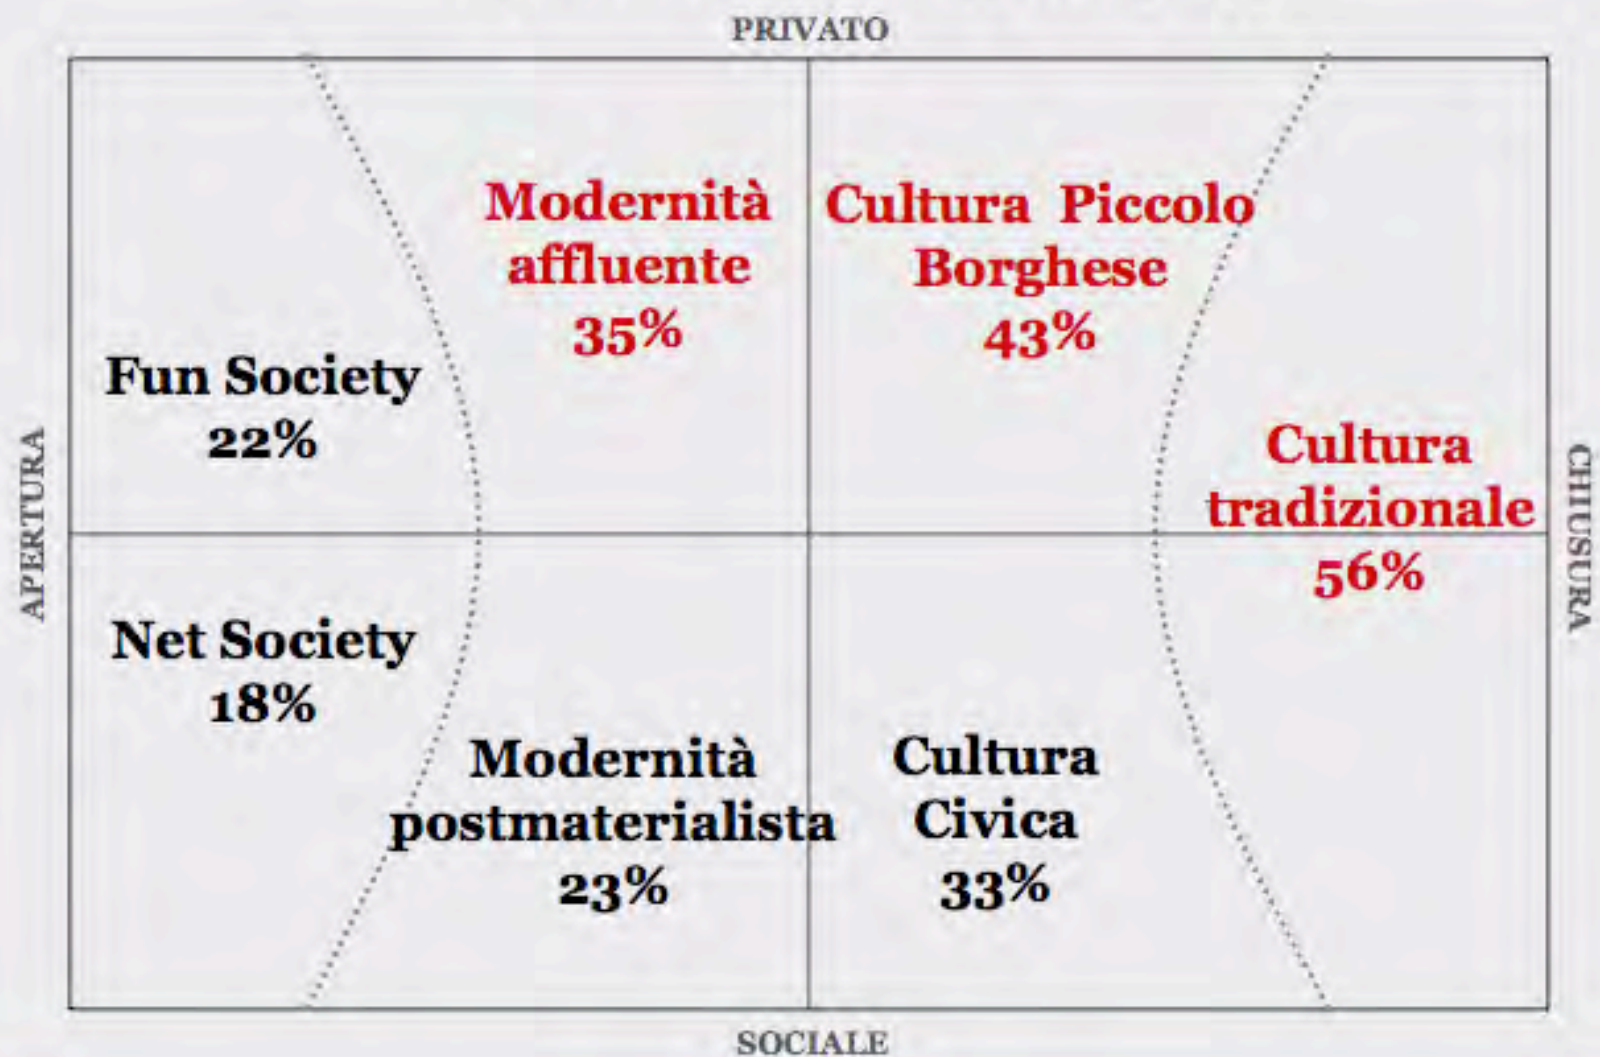 PRIVATO
Modernità
affluente
35%
Cultura Piccolo
Borghese
43%
Fun Society
22%
Cultura
tradizionale
56%
APERTURA
CHIUSURA
Net Society
18%
Modernità
postmaterialista
23%
Cultura
Civica
33%
SOCIALE